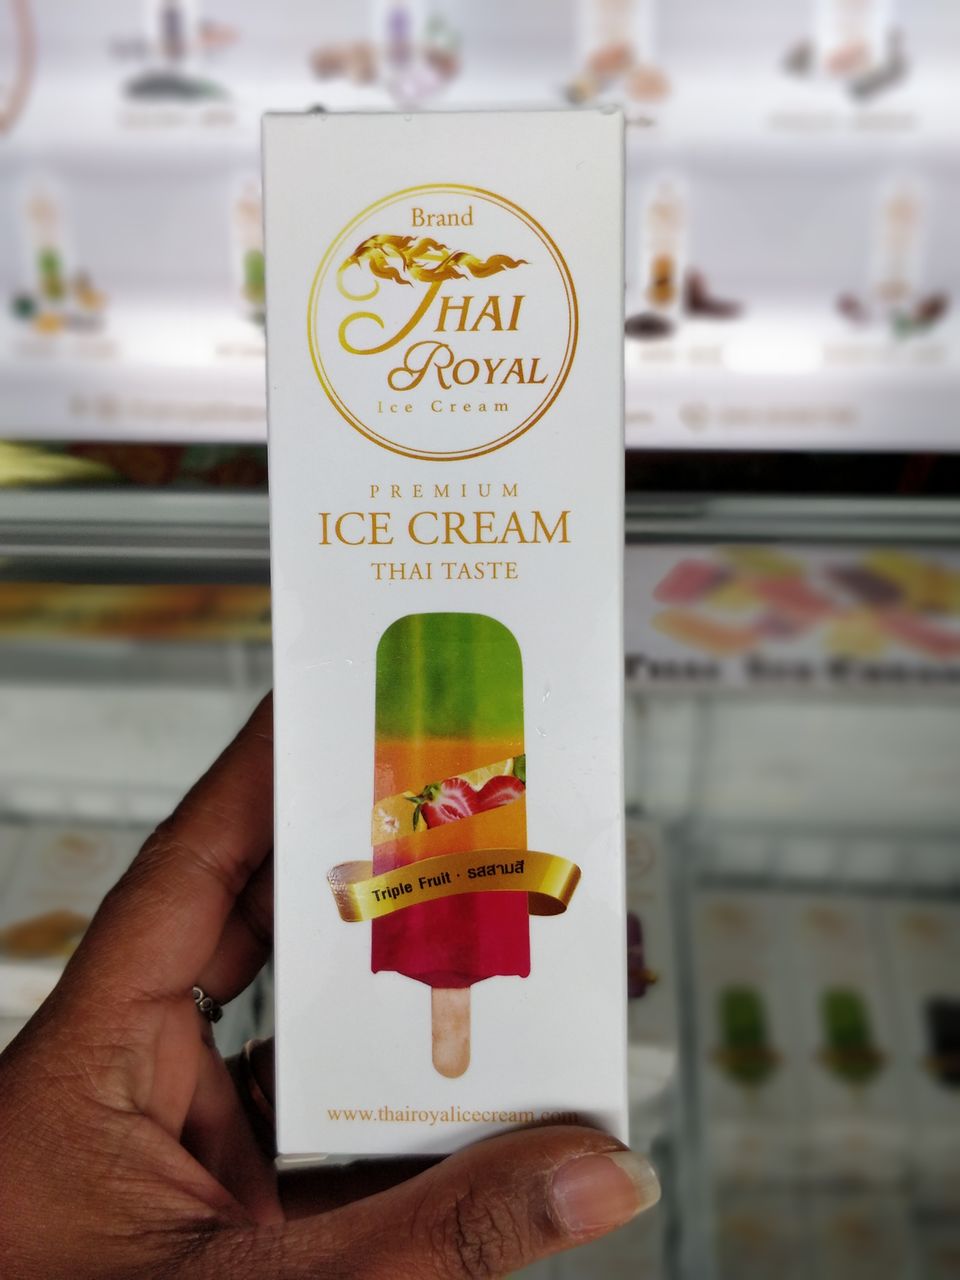 Brand
THAI
ROYAL
Ice Cream
PREMIUM
ICE CREAM
THAI TASTE
Triple Fruit · รสสามสี
www.thairoyalicecream.com